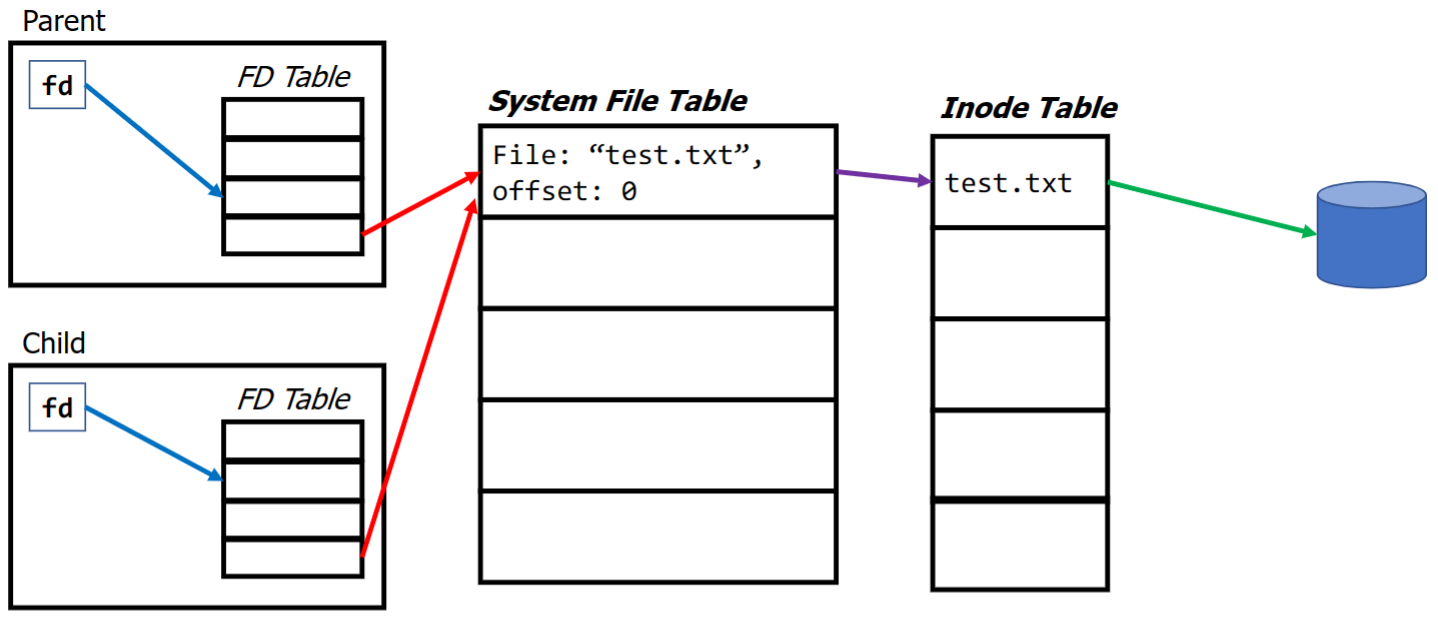 Parent
fd
FD Table
System File Table
File: “test.txt”,
offset: 0
Inode Table
test.txt
Child
fd
FD Table